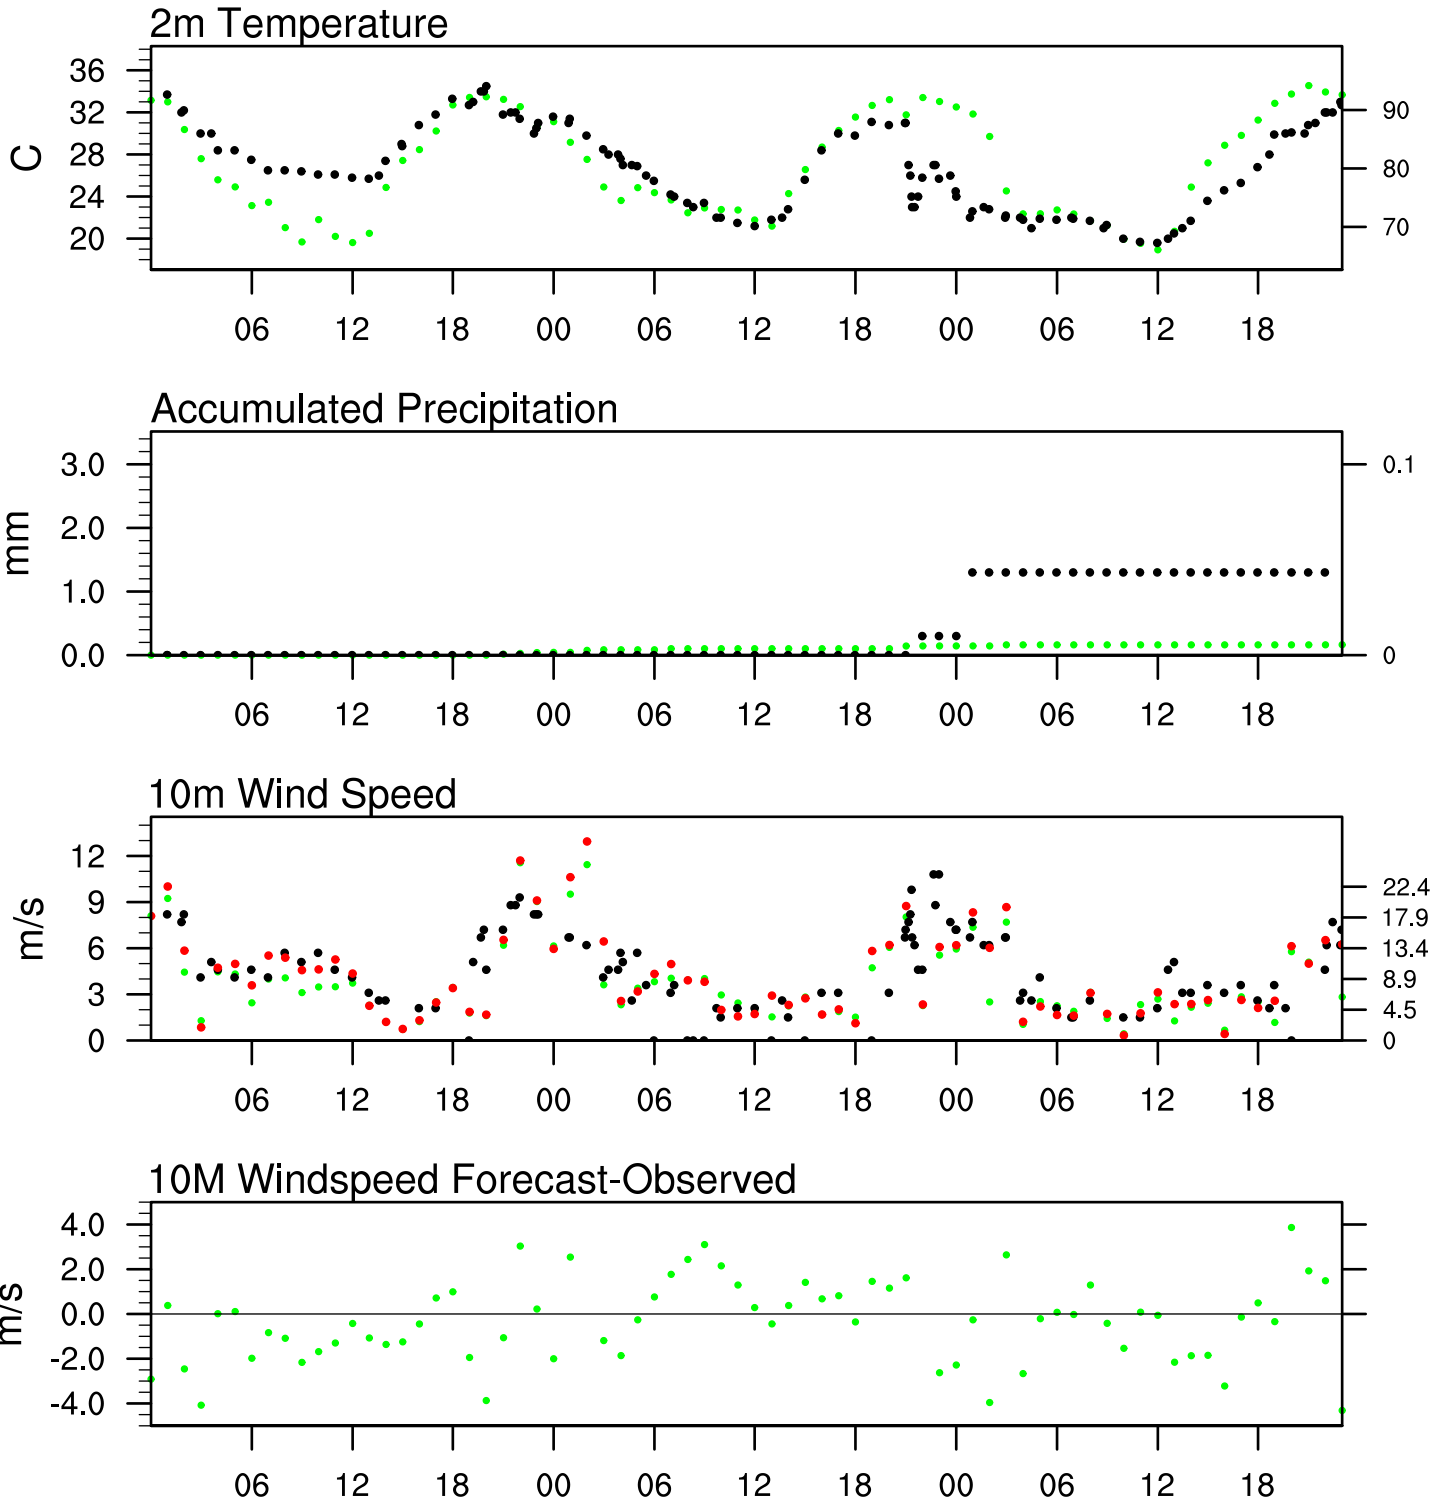 2m Temperature
C
36
32
28
24
20
90
80
70
06 12 18 00 06 12 18 00 06 12 18
Accumulated Precipitation
mm
3.0
2.0
1.0
0.0
0.1
0
06 12 18 00 06 12 18 00 06 12 18
10m Wind Speed
m/s
12
9
6
3
0
22.4
17.9
13.4
8.9
4.5
0
06 12 18 00 06 12 18 00 06 12 18
10M Windspeed Forecast-Observed
m/s
4.0
2.0
0.0
-2.0
-4.0
06 12 18 00 06 12 18 00 06 12 18